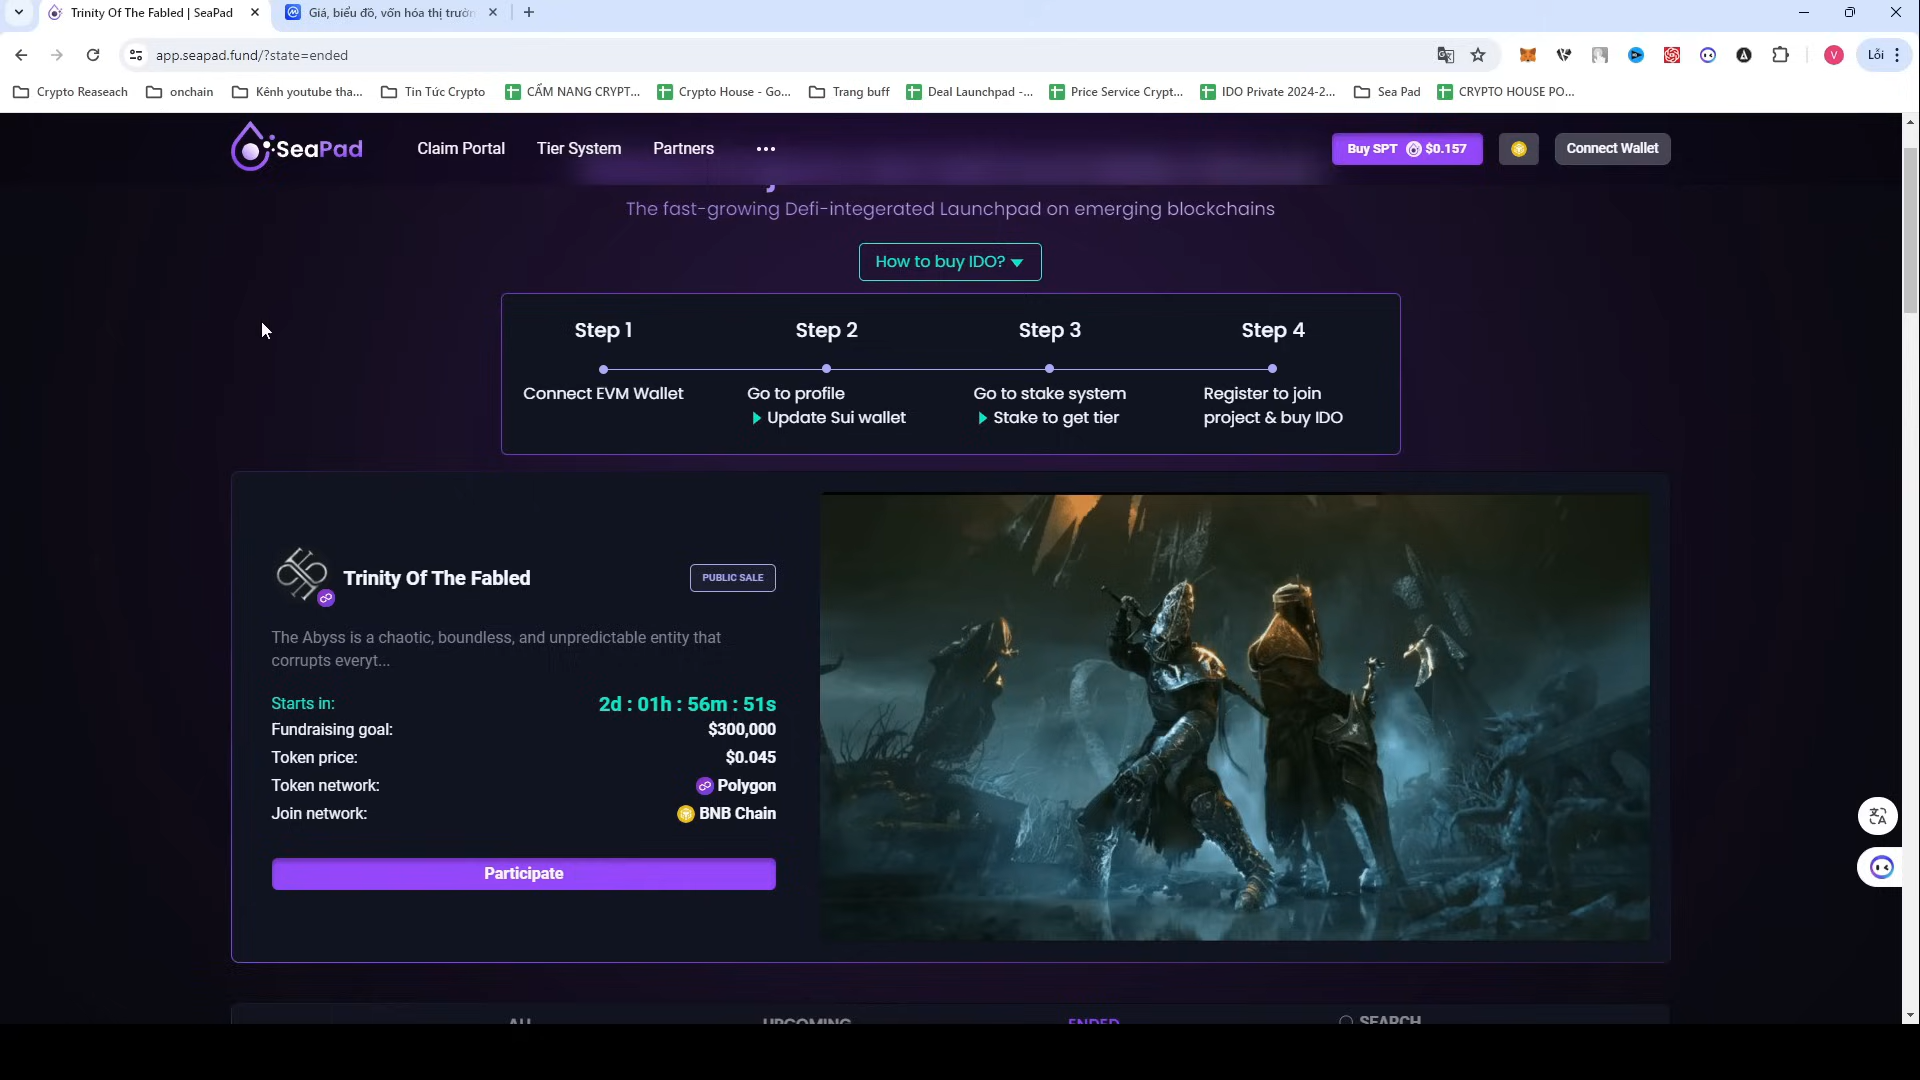 Trinity Of The Fabled | SeaPad
Giá, biểu đồ, vốn hóa thị trườn
app.seapad.fund/?state=ended
V
Lỗi
Crypto Reaseach
onchain
Kênh youtube tha...
Tin Tức Crypto
CẨM NANG CRYPT...
Crypto House - Go...
Trang buff
Deal Launchpad -...
Price Service Crypt...
IDO Private 2024-2...
Sea Pad
CRYPTO HOUSE PO...
SeaPad
Claim Portal
Tier System
Partners
Buy SPT $0.157
Connect Wallet
The fast-growing Defi-integerated Launchpad on emerging blockchains
How to buy IDO?
Step 1
Step 2
Step 3
Step 4
Connect EVM Wallet
Go to profile
Update Sui wallet
Go to stake system
Stake to get tier
Register to join
project & buy IDO
Trinity Of The Fabled
PUBLIC SALE
The Abyss is a chaotic, boundless, and unpredictable entity that
corrupts everyt...
Starts in: 2d : 01h : 56m : 51s
Fundraising goal: $300,000
Token price: $0.045
Token network: Polygon
Join network: BNB Chain
Participate
ALL
UPCOMING
ENDED
SEARCH